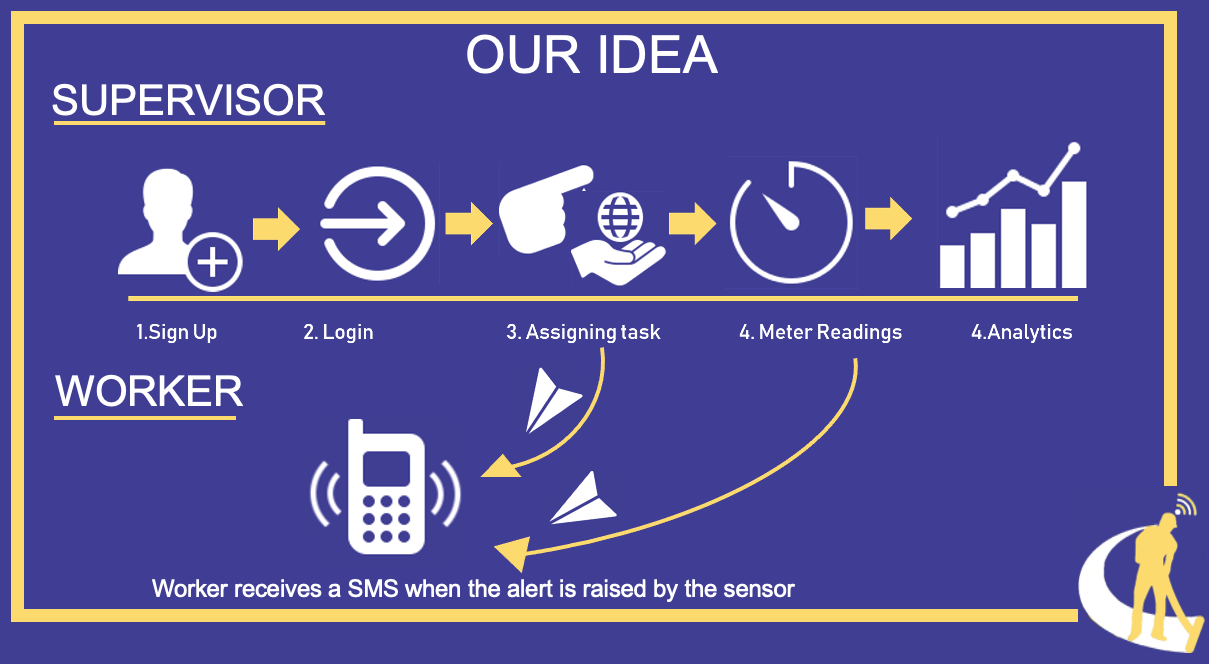 OUR IDEA
SUPERVISOR
1.Sign Up
2. Login
3. Assigning task
4. Meter Readings
4.Analytics
WORKER
Worker receives a SMS when the alert is raised by the sensor